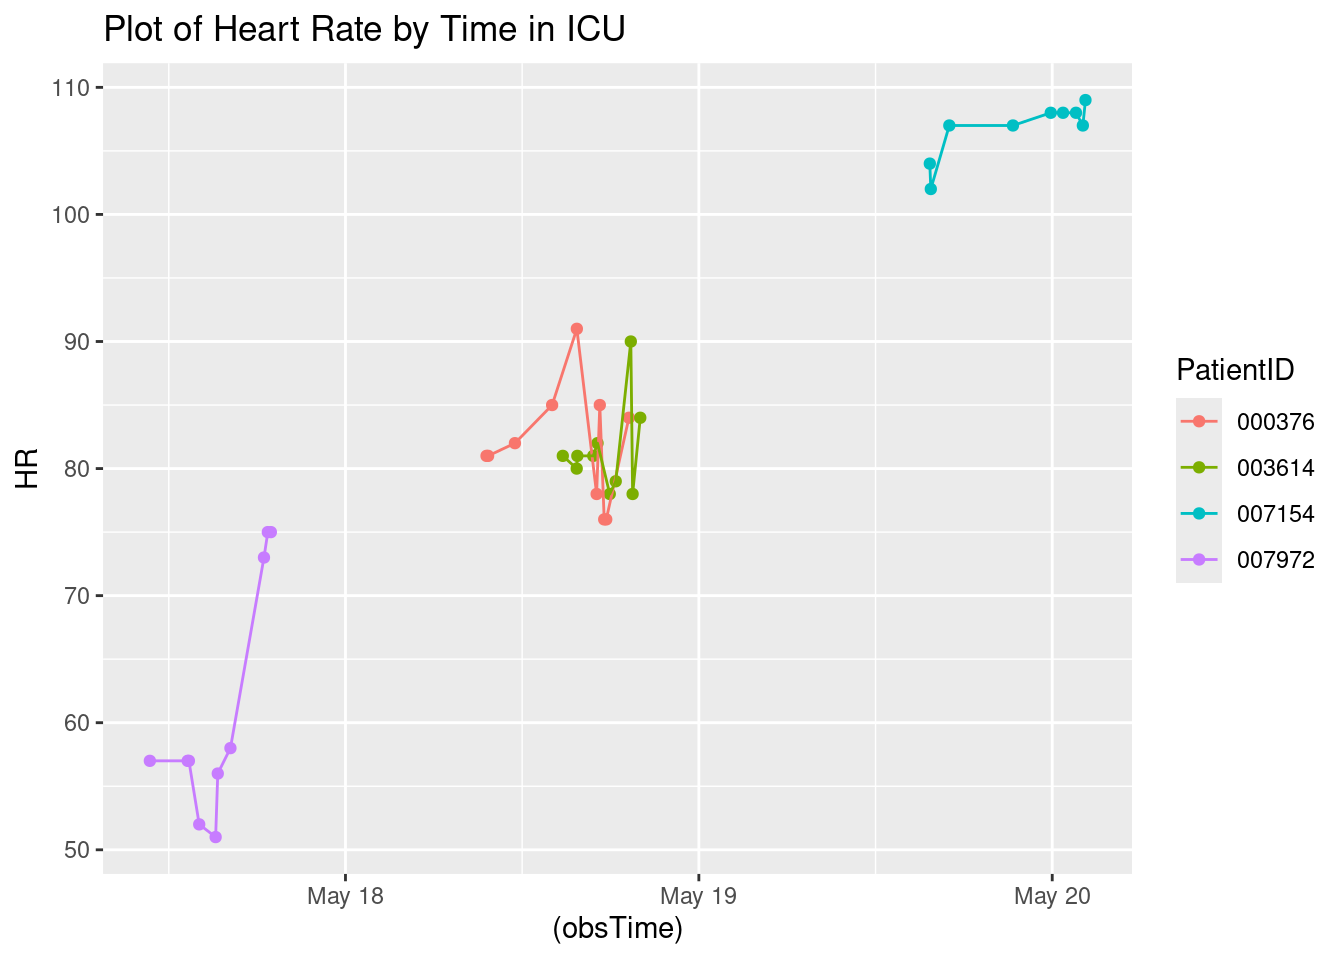 Plot of Heart Rate by Time in ICU
110
100
90
80
70
60
50
HR
May 18
May 19
May 20
(obsTime)
PatientID
000376
003614
007154
007972